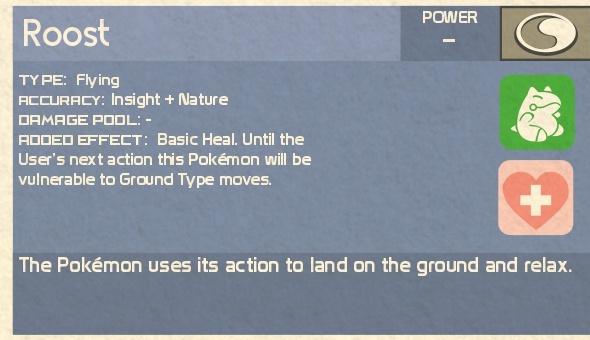 Roost
POWER
–
TYPE: Flying
ACCURACY: Insight + Nature
DAMAGE POOL: -
ADDED EFFECT: Basic Heal. Until the
User's next action this Pokémon will be
vulnerable to Ground Type moves.
The Pokémon uses its action to land on the ground and relax.